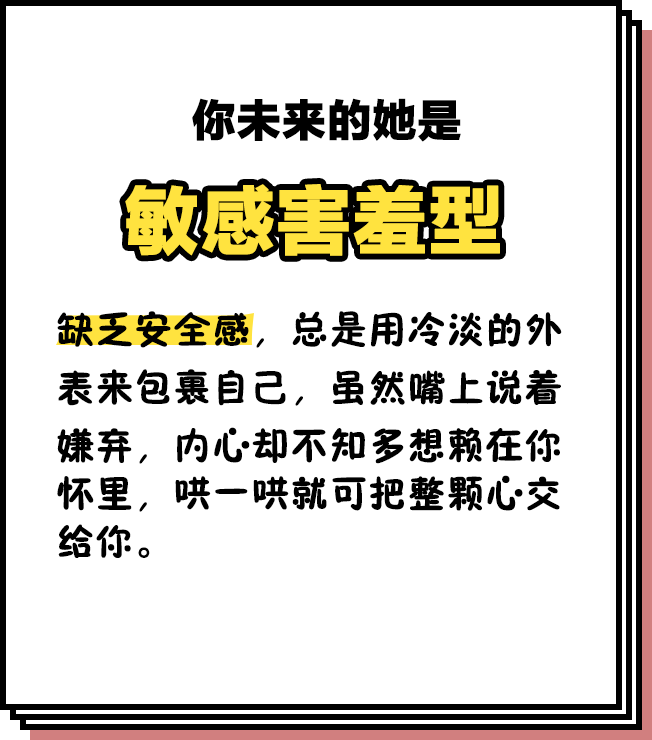 你未来的她是
敏感害羞型
缺乏安全感，总是用冷淡的外
表来包裹自己，虽然嘴上说着
嫌弃，内心却不知多想赖在你
怀里，哄一哄就可把整颗心交
给你。